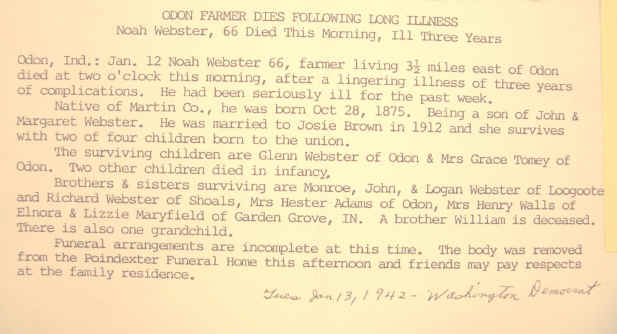 ODON FARMER DIES FOLLOWING LONG ILLNESS
Noah Webster, 66 Died This Morning, Ill Three Years
Odon, Ind.: Jan. 12 Noah Webster 66, farmer living 3½ miles east of Odon
died at two o'clock this morning, after a lingering illness of three years
of complications. He had been seriously ill for the past week.
Native of Martin Co., he was born Oct 28, 1875. Being a son of John &
Margaret Webster. He was married to Josie Brown in 1912 and she survives
with two of four children born to the union.
The surviving children are Glenn Webster of Odon & Mrs Grace Tomey of
Odon. Two other children died in infancy.
Brothers & sisters surviving are Monroe, John, & Logan Webster of Loogootee
and Richard Webster of Shoals, Mrs Hester Adams of Odon, Mrs Henry Walls of
Elnora & Lizzie Maryfield of Garden Grove, IN. A brother William is deceased.
There is also one grandchild.
Funeral arrangements are incomplete at this time. The body was removed
from the Poindexter Funeral Home this afternoon and friends may pay respects
at the family residence.
Tues Jan 13, 1942 - Washington Democrat